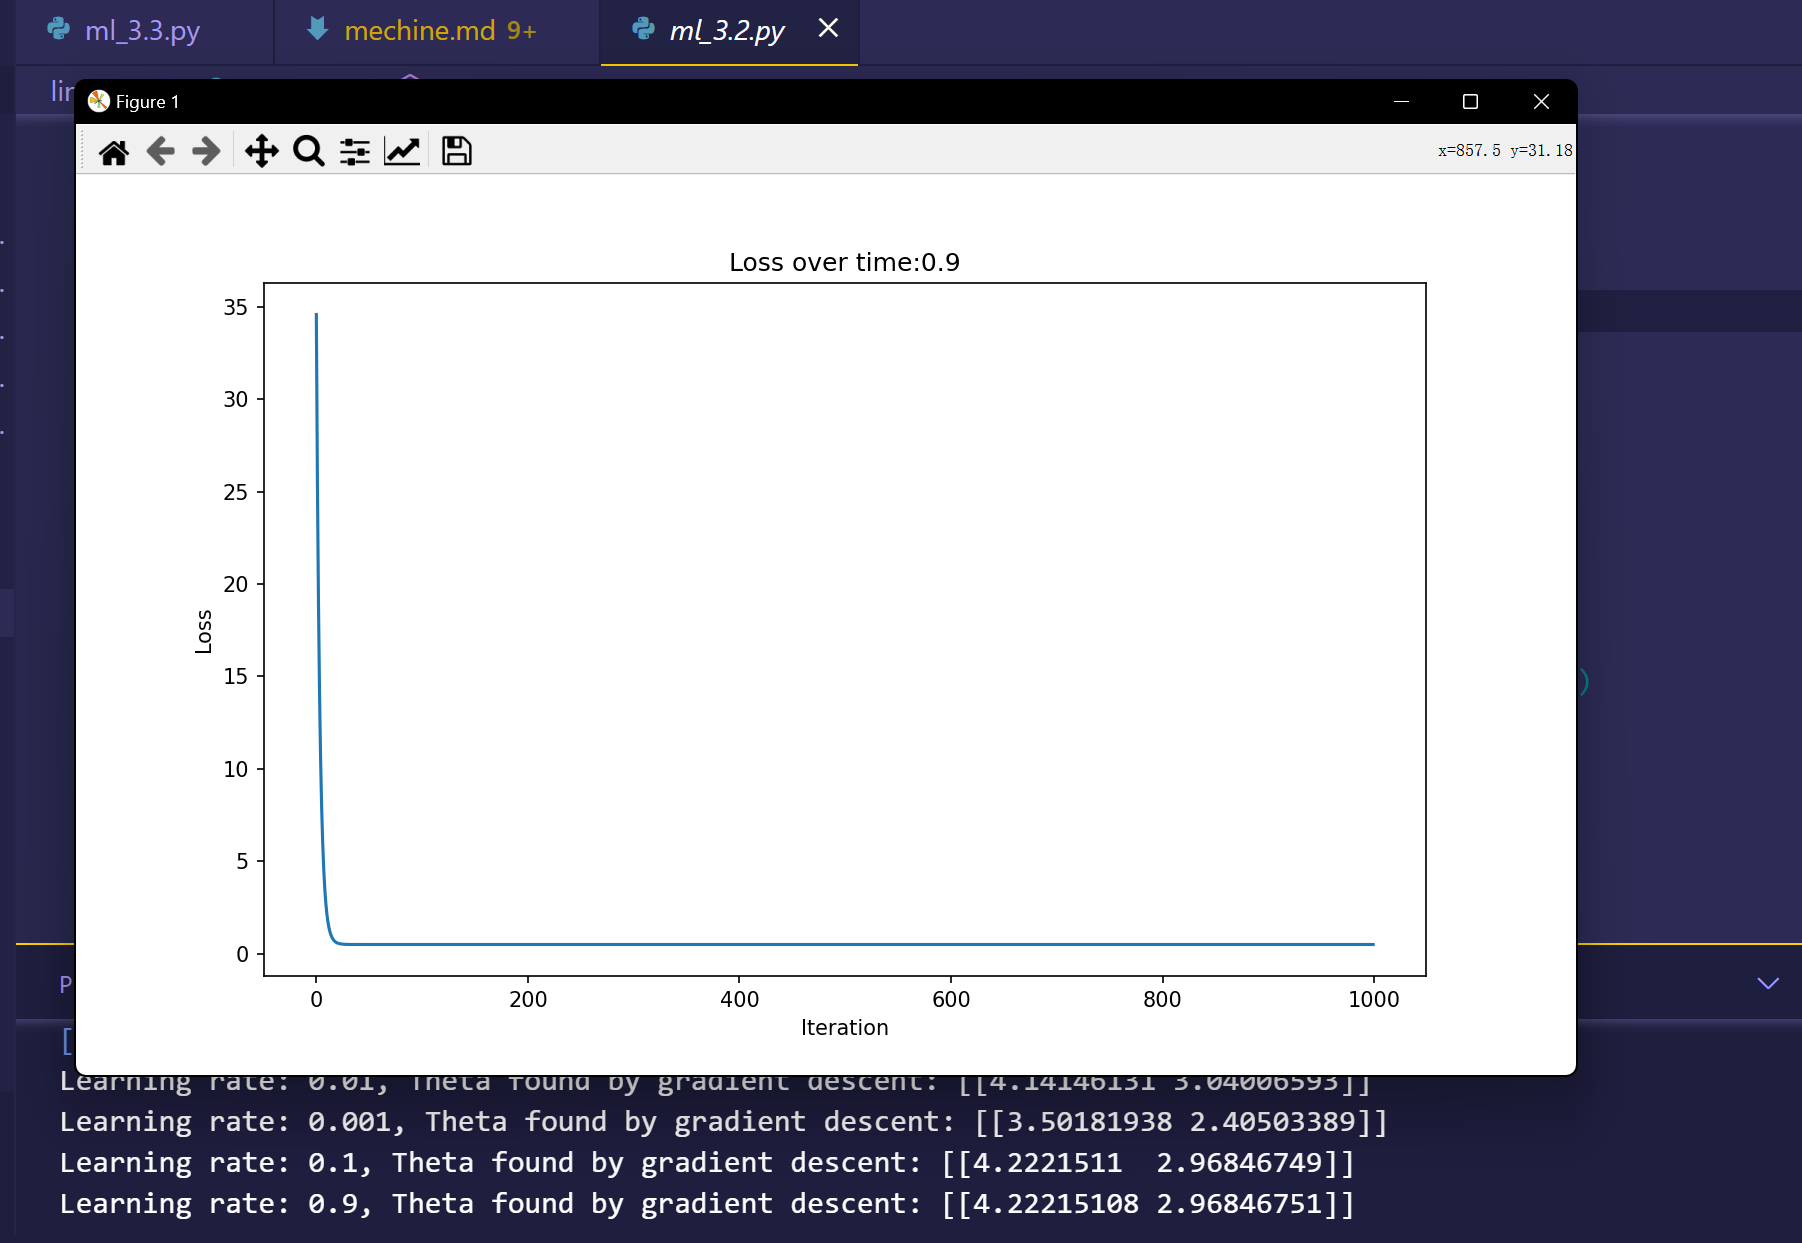 ml_3.3.py
mechine.md 9+
ml_3.2.py
Figure 1
x=857.5 y=31.18
Loss over time:0.9
35
30
25
20
15
10
5
0
Loss
0 200 400 600 800 1000
Iteration
P
[
Learning rate: 0.01, Theta found by gradient descent: [[4.14146131 3.04006593]]
Learning rate: 0.001, Theta found by gradient descent: [[3.50181938 2.40503389]]
Learning rate: 0.1, Theta found by gradient descent: [[4.2221511  2.96846749]]
Learning rate: 0.9, Theta found by gradient descent: [[4.22215108 2.96846751]]